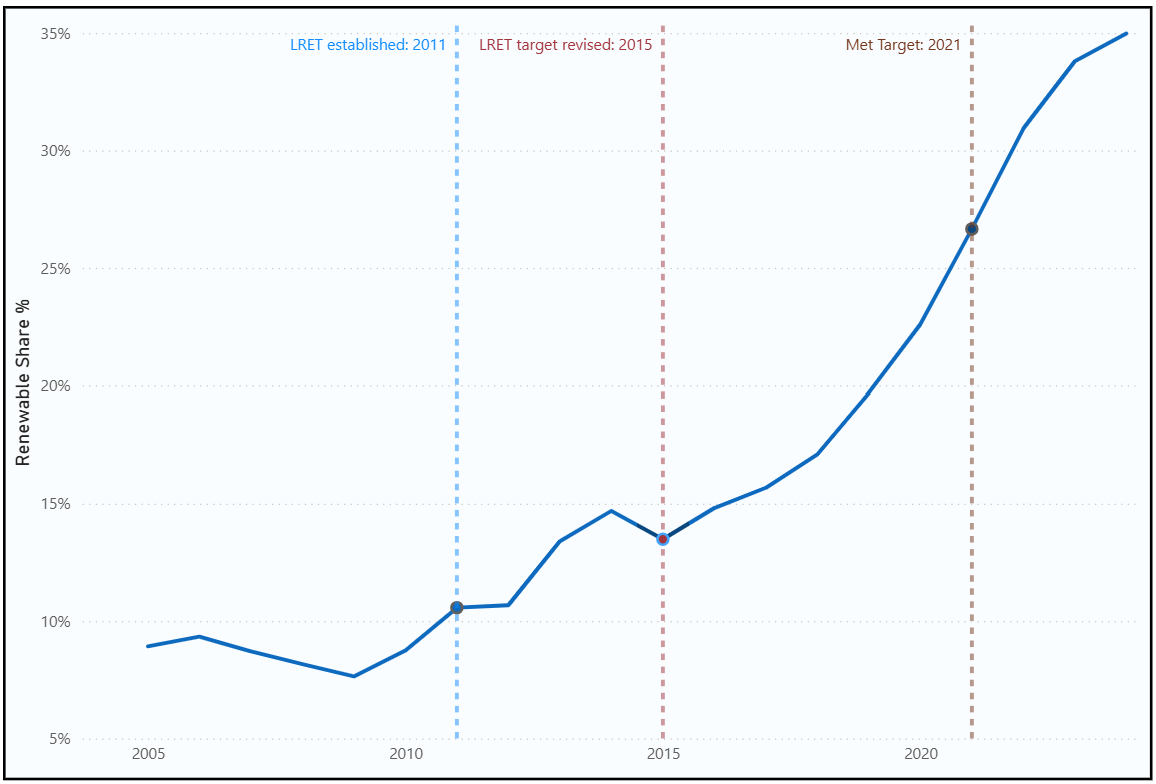 35%
LRET established: 2011
LRET target revised: 2015
Met Target: 2021
30%
25%
20%
15%
10%
5%
Renewable Share %
2005
2010
2015
2020